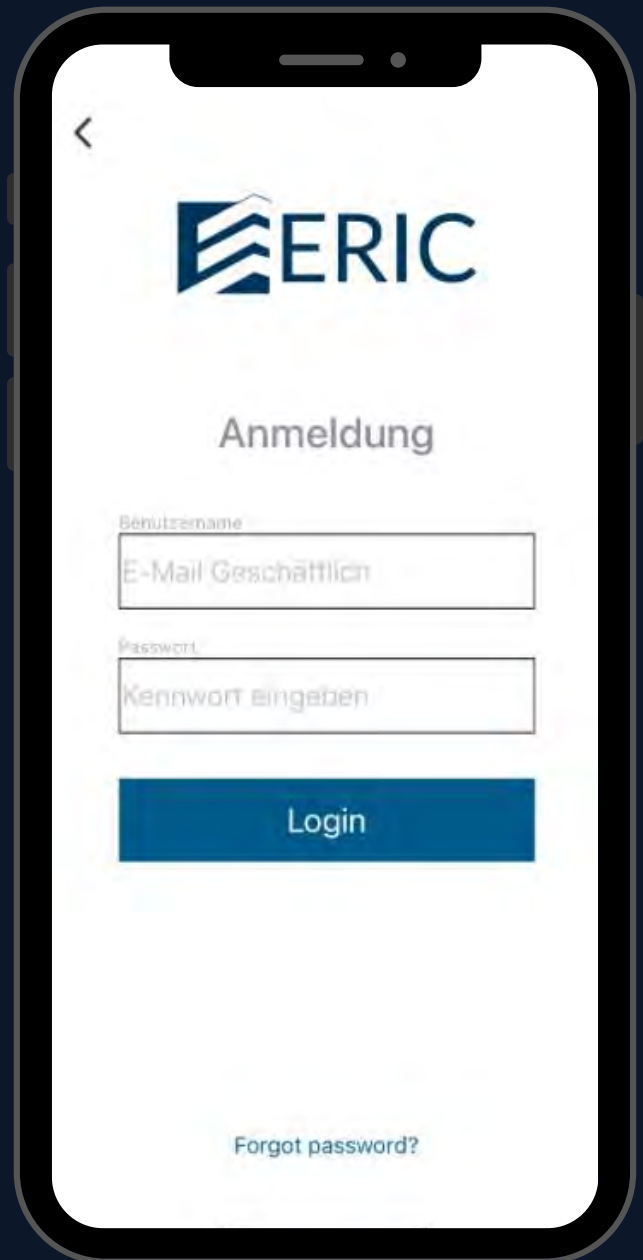 ERIC
Anmeldung
Benutzername
E-Mail Geschäftlich
Passwort
Kennwort eingeben
Login
Forgot password?